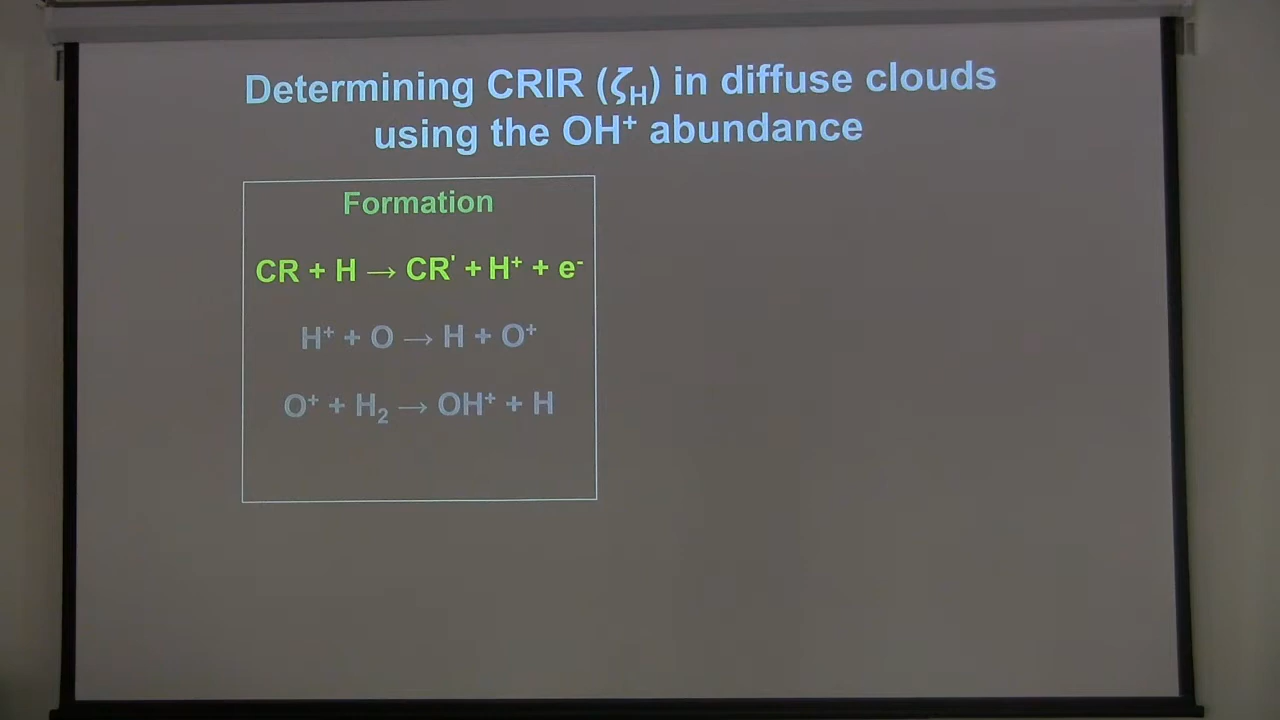 Determining CRIR (ζH) in diffuse clouds
using the OH⁺ abundance
Formation
CR + H → CR' + H⁺ + e⁻
H⁺ + O → H + O⁺
O⁺ + H₂ → OH⁺ + H